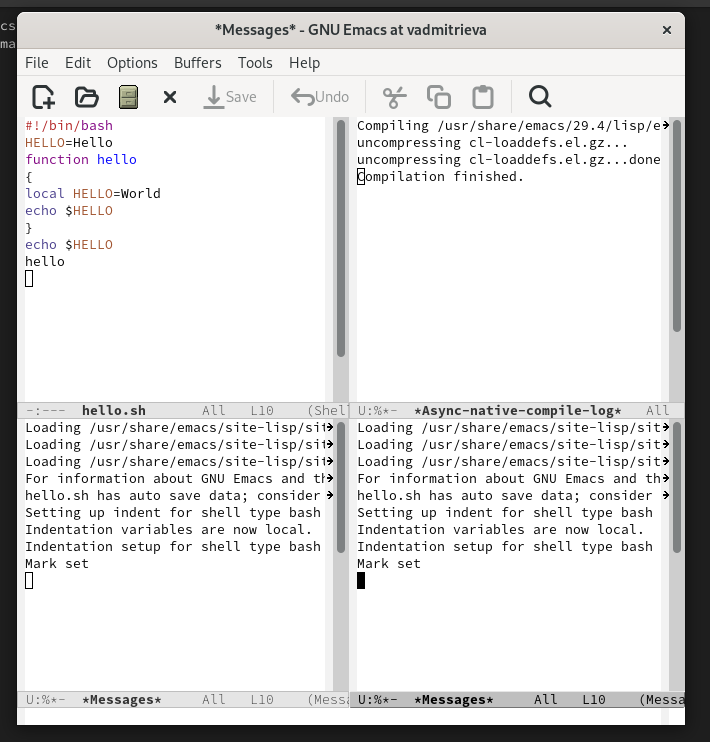 cs
ma
*Messages* - GNU Emacs at vadmitrieva
File Edit Options Buffers Tools Help
Save Undo
#!/bin/bash
HELLO=Hello
function hello
{
local HELLO=World
echo $HELLO
}
echo $HELLO
hello
-:--- hello.sh All L10 (Shel
Compiling /usr/share/emacs/29.4/lisp/e
uncompressing cl-loaddefs.el.gz...
uncompressing cl-loaddefs.el.gz...done
Compilation finished.
U:%*- *Async-native-compile-log* All
Loading /usr/share/emacs/site-lisp/sit
Loading /usr/share/emacs/site-lisp/sit
Loading /usr/share/emacs/site-lisp/sit
For information about GNU Emacs and th
hello.sh has auto save data; consider
Setting up indent for shell type bash
Indentation variables are now local.
Indentation setup for shell type bash
Mark set
U:%*- *Messages* All L10 (Messa
Loading /usr/share/emacs/site-lisp/sit
Loading /usr/share/emacs/site-lisp/sit
Loading /usr/share/emacs/site-lisp/sit
For information about GNU Emacs and th
hello.sh has auto save data; consider
Setting up indent for shell type bash
Indentation variables are now local.
Indentation setup for shell type bash
Mark set
U:%*- *Messages* All L10 (Messa